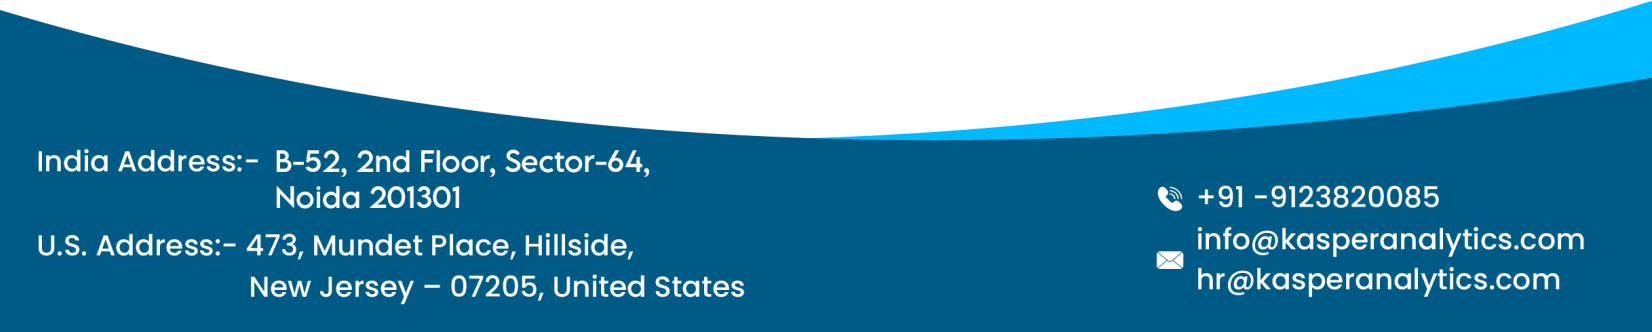 India Address:- B-52, 2nd Floor, Sector-64,
Noida 201301
U.S. Address:- 473, Mundet Place, Hillside,
New Jersey – 07205, United States
+91 -9123820085
info@kasperanalytics.com
hr@kasperanalytics.com